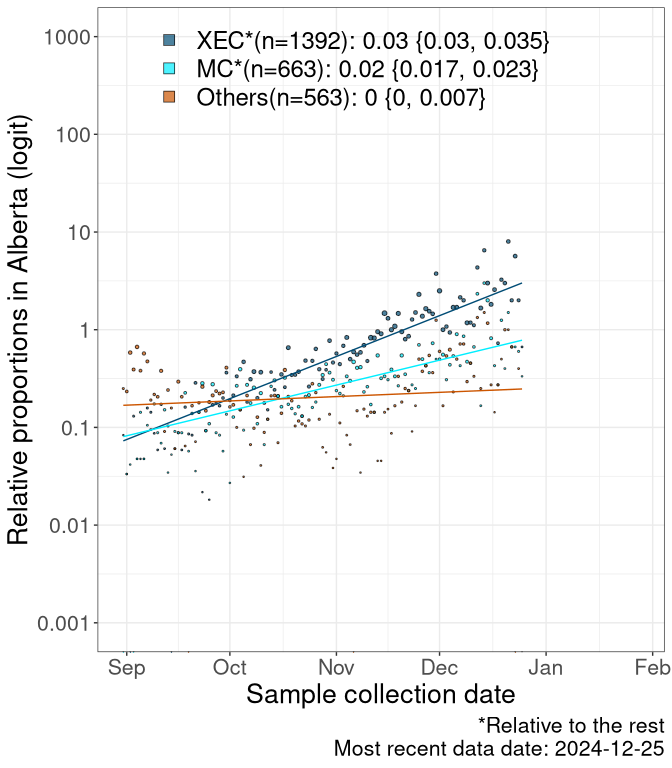 XEC*(n=1392): 0.03 {0.03, 0.035}
MC*(n=663): 0.02 {0.017, 0.023}
Others(n=563): 0 {0, 0.007}
Relative proportions in Alberta (logit)
1000
100
10
1
0.1
0.01
0.001
Sep Oct Nov Dec Jan Feb
Sample collection date
*Relative to the rest
Most recent data date: 2024-12-25